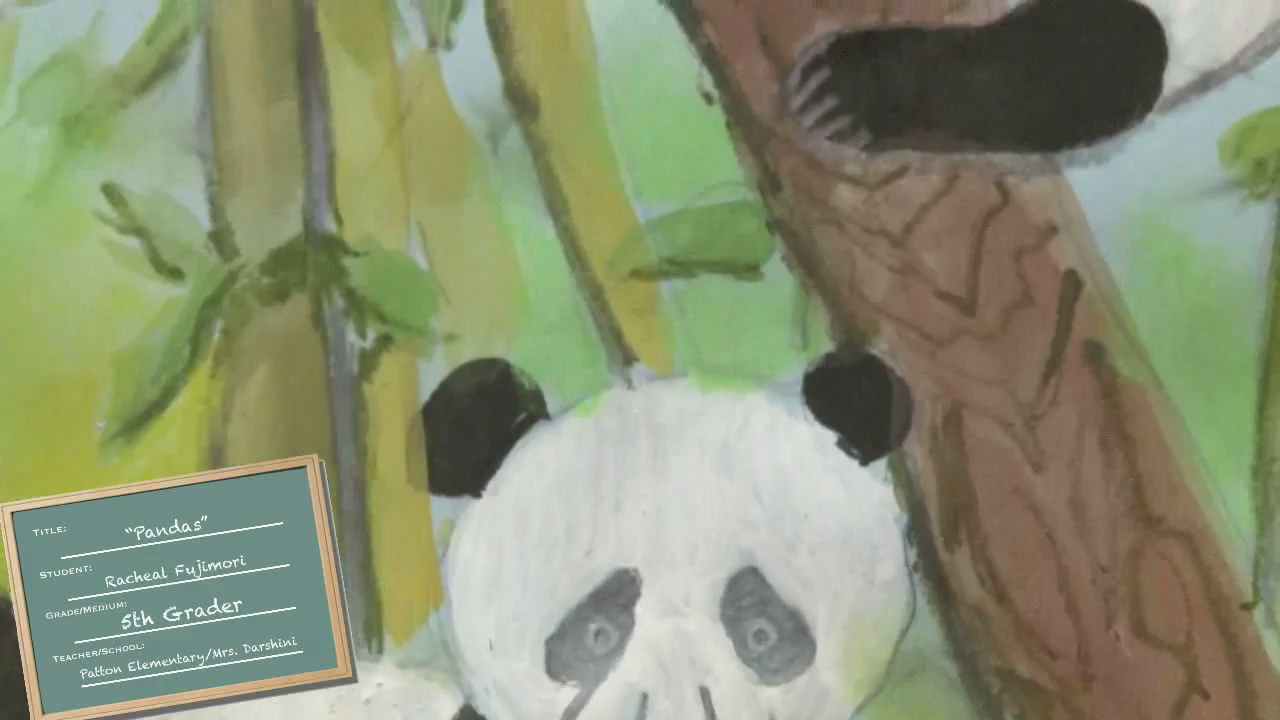 TITLE: "Pandas"
STUDENT: Racheal Fujimori
GRADE/MEDIUM: 5th Grader
TEACHER/SCHOOL: Patton Elementary/Mrs. Darshini